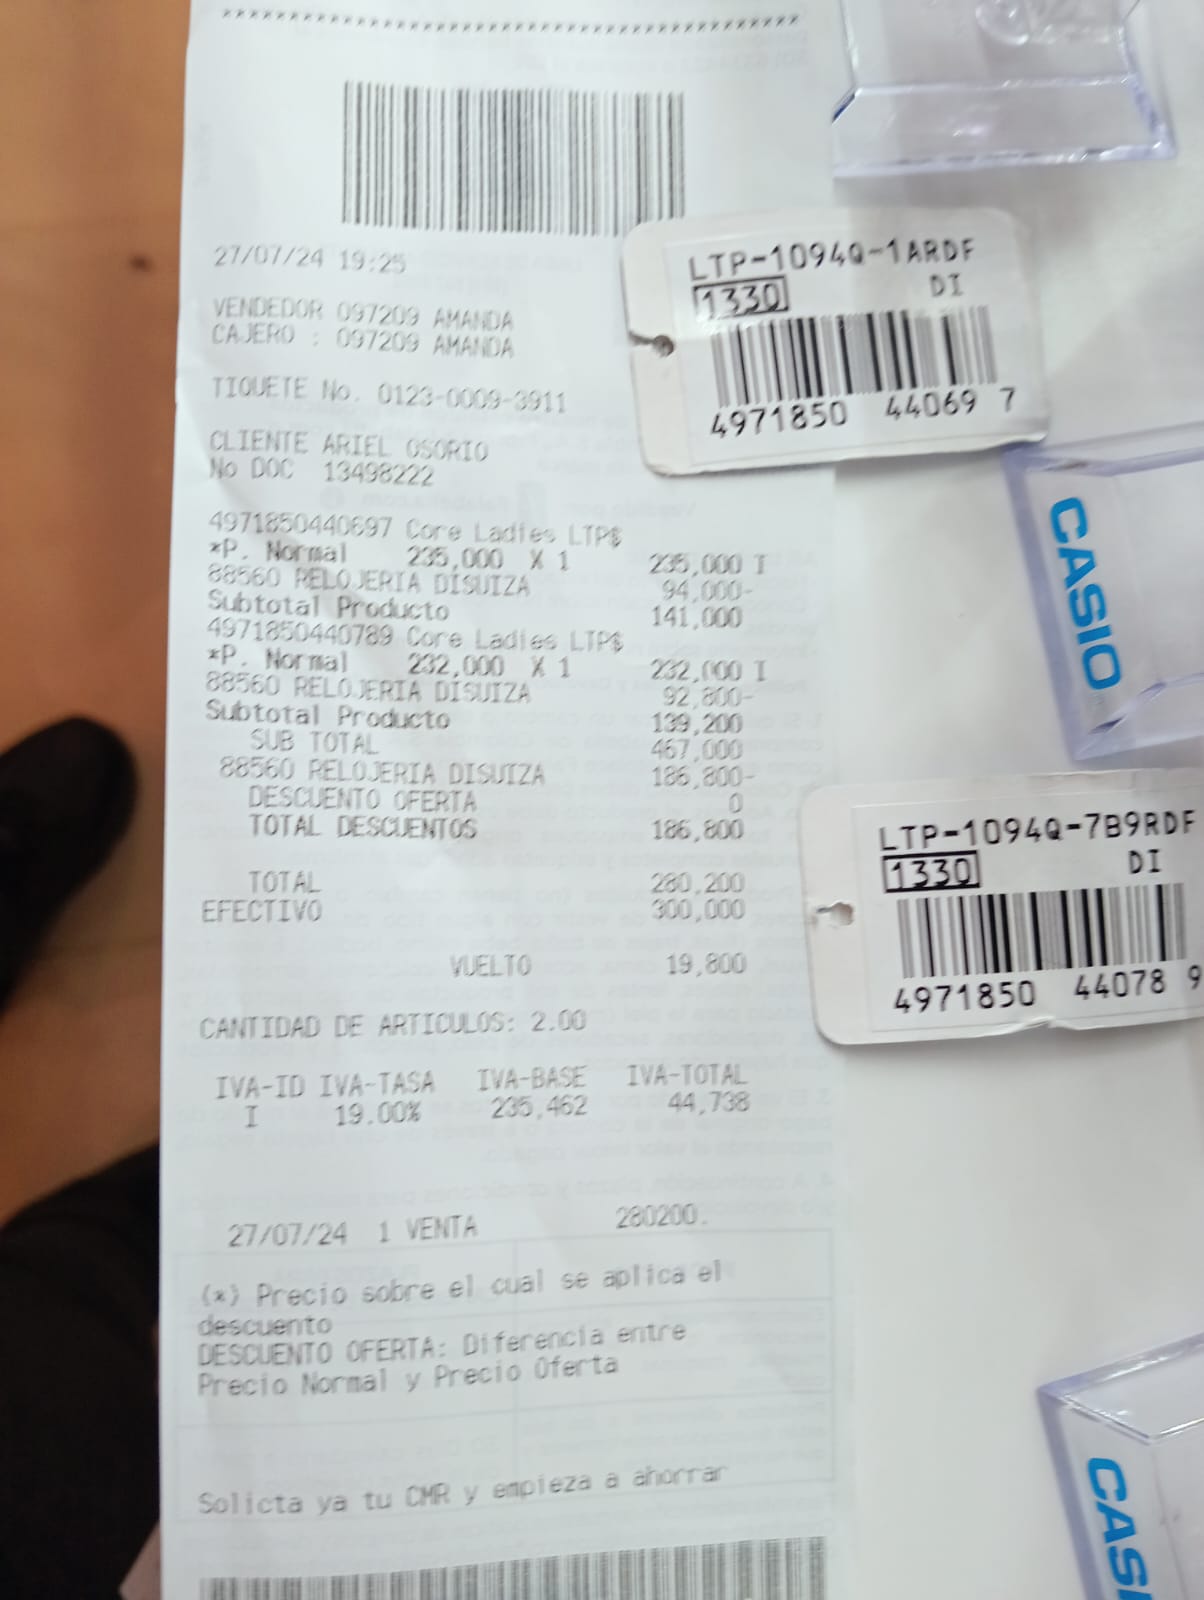 ****************************************
27/07/24 19:25
VENDEDOR 097209 AMANDA
CAJERO : 097209 AMANDA
TIQUETE No. 0123-0009-3911
CLIENTE ARIEL OSORIO
No DOC 13498222
4971850440697 Core Ladies LTP$
*P. Normal 235,000 X 1 235,000 I
88560 RELOJERIA DISUIZA 94,000-
Subtotal Producto 141,000
4971850440789 Core Ladies LTP$
*P. Normal 232,000 X 1 232,000 I
88560 RELOJERIA DISUIZA 92,800-
Subtotal Producto 139,200
SUB TOTAL 467,000
88560 RELOJERIA DISUIZA 186,800-
DESCUENTO OFERTA 0
TOTAL DESCUENTOS 186,800
TOTAL 280,200
EFECTIVO 300,000
VUELTO 19,800
CANTIDAD DE ARTICULOS: 2.00
IVA-ID IVA-TASA IVA-BASE IVA-TOTAL
I 19.00% 235,462 44,738
27/07/24 1 VENTA 280200.
(*) Precio sobre el cual se aplica el
descuento
DESCUENTO OFERTA: Diferencia entre
Precio Normal y Precio Oferta
Solicta ya tu CMR y empieza a ahorrar
LTP-1094Q-1ARDF
1330 DI
4971850 44069 7
CASIO
LTP-1094Q-7B9RDF
1330 DI
4971850 44078 9
CASI